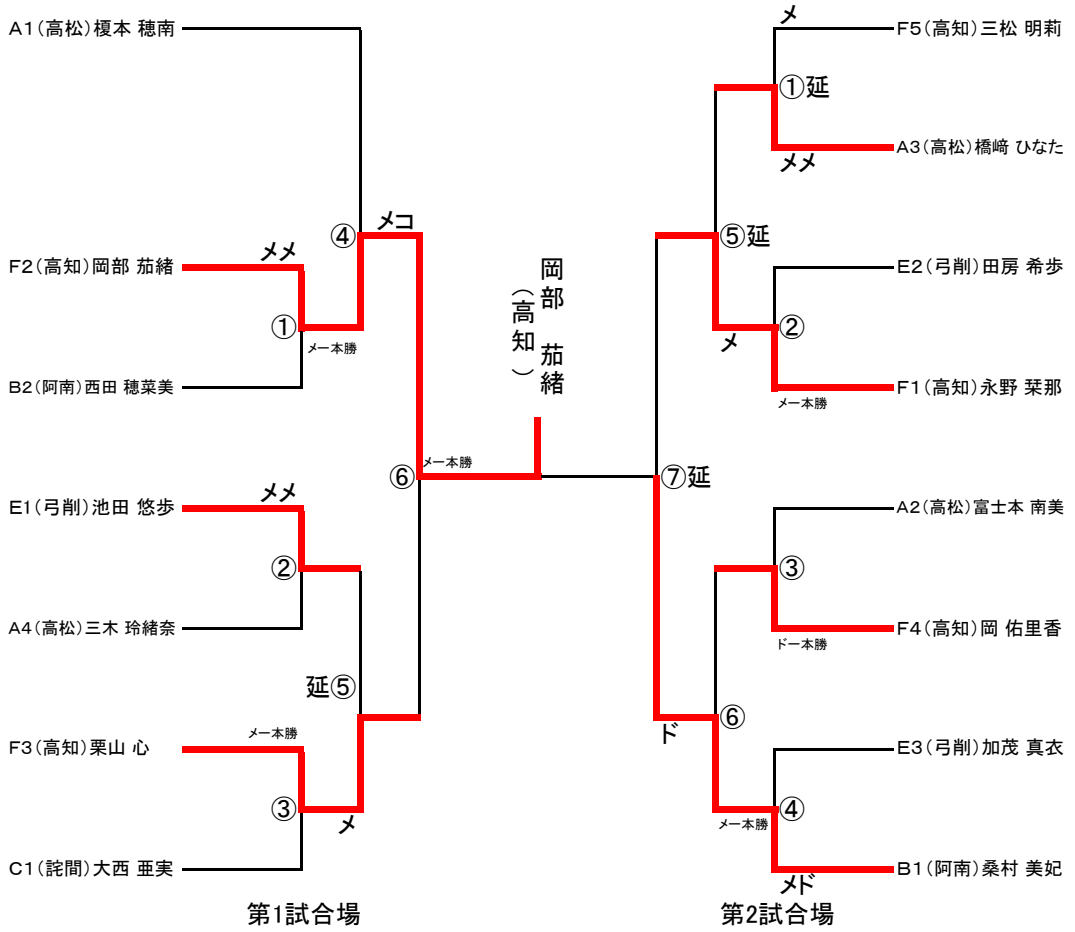 A1(高松)榎本 穂南
④
メコ
メメ
F2(高知)岡部 茄緒
①
メ一本勝
B2(阿南)西田 穂菜美
⑥
メ一本勝
メメ
E1(弓削)池田 悠歩
②
A4(高松)三木 玲緒奈
延⑤
メ一本勝
F3(高知)栗山 心
③
メ
C1(詫間)大西 亜実
第1試合場
岡部 茄緒
(高知)
メ
F5(高知)三松 明莉
①延
A3(高松)橋﨑 ひなた
メメ
⑤延
E2(弓削)田房 希歩
②
メ
F1(高知)永野 栞那
メ一本勝
⑦延
A2(高松)富士本 南美
③
F4(高知)岡 佑里香
ド一本勝
⑥
ド
E3(弓削)加茂 真衣
④
メ一本勝
B1(阿南)桑村 美妃
メド
第2試合場